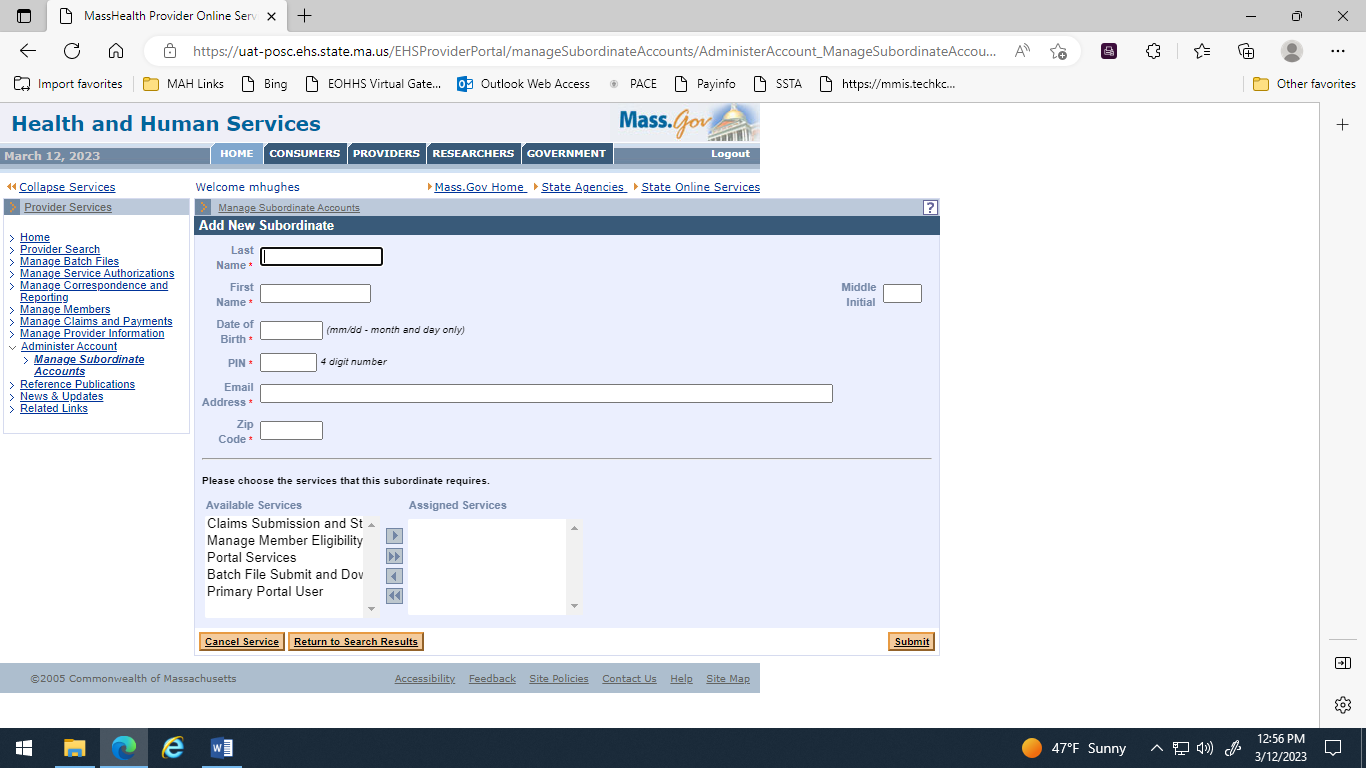 MassHealth Provider Online Serv
https://uat-posc.ehs.state.ma.us/EHSProviderPortal/manageSubordinateAccounts/AdministerAccount_ManageSubordinateAccou...
Import favorites MAH Links Bing EOHHS Virtual Gate... Outlook Web Access PACE Payinfo SSTA https://mmis.techkc... Other favorites
Health and Human Services Mass.Gov
March 12, 2023 HOME CONSUMERS PROVIDERS RESEARCHERS GOVERNMENT Logout
Collapse Services Welcome mhughes Mass.Gov Home State Agencies State Online Services
Provider Services
Home
Provider Search
Manage Batch Files
Manage Service Authorizations
Manage Correspondence and
Reporting
Manage Members
Manage Claims and Payments
Manage Provider Information
Administer Account
Manage Subordinate
Accounts
Reference Publications
News & Updates
Related Links
Manage Subordinate Accounts ?
Add New Subordinate
Last
Name *
First
Name *
Middle
Initial
Date of
Birth * (mm/dd - month and day only)
PIN * 4 digit number
Email
Address *
Zip
Code *
Please choose the services that this subordinate requires.
Available Services Assigned Services
Claims Submission and St
Manage Member Eligibility
Portal Services
Batch File Submit and Dov
Primary Portal User
Cancel Service Return to Search Results Submit
©2005 Commonwealth of Massachusetts Accessibility Feedback Site Policies Contact Us Help Site Map
47°F Sunny
12:56 PM
3/12/2023